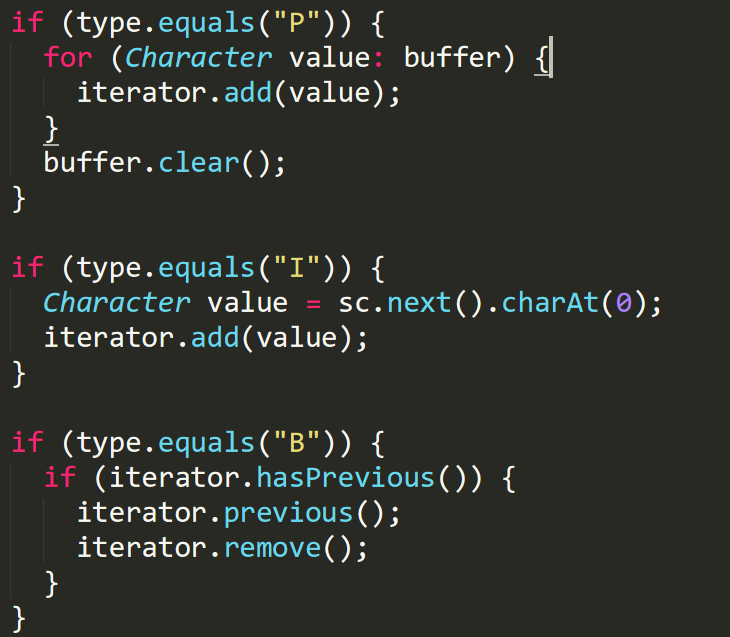 if (type.equals("P")) {
  for (Character value: buffer) {
    iterator.add(value);
  }
  buffer.clear();
}

if (type.equals("I")) {
  Character value = sc.next().charAt(0);
  iterator.add(value);
}

if (type.equals("B")) {
  if (iterator.hasPrevious()) {
    iterator.previous();
    iterator.remove();
  }
}